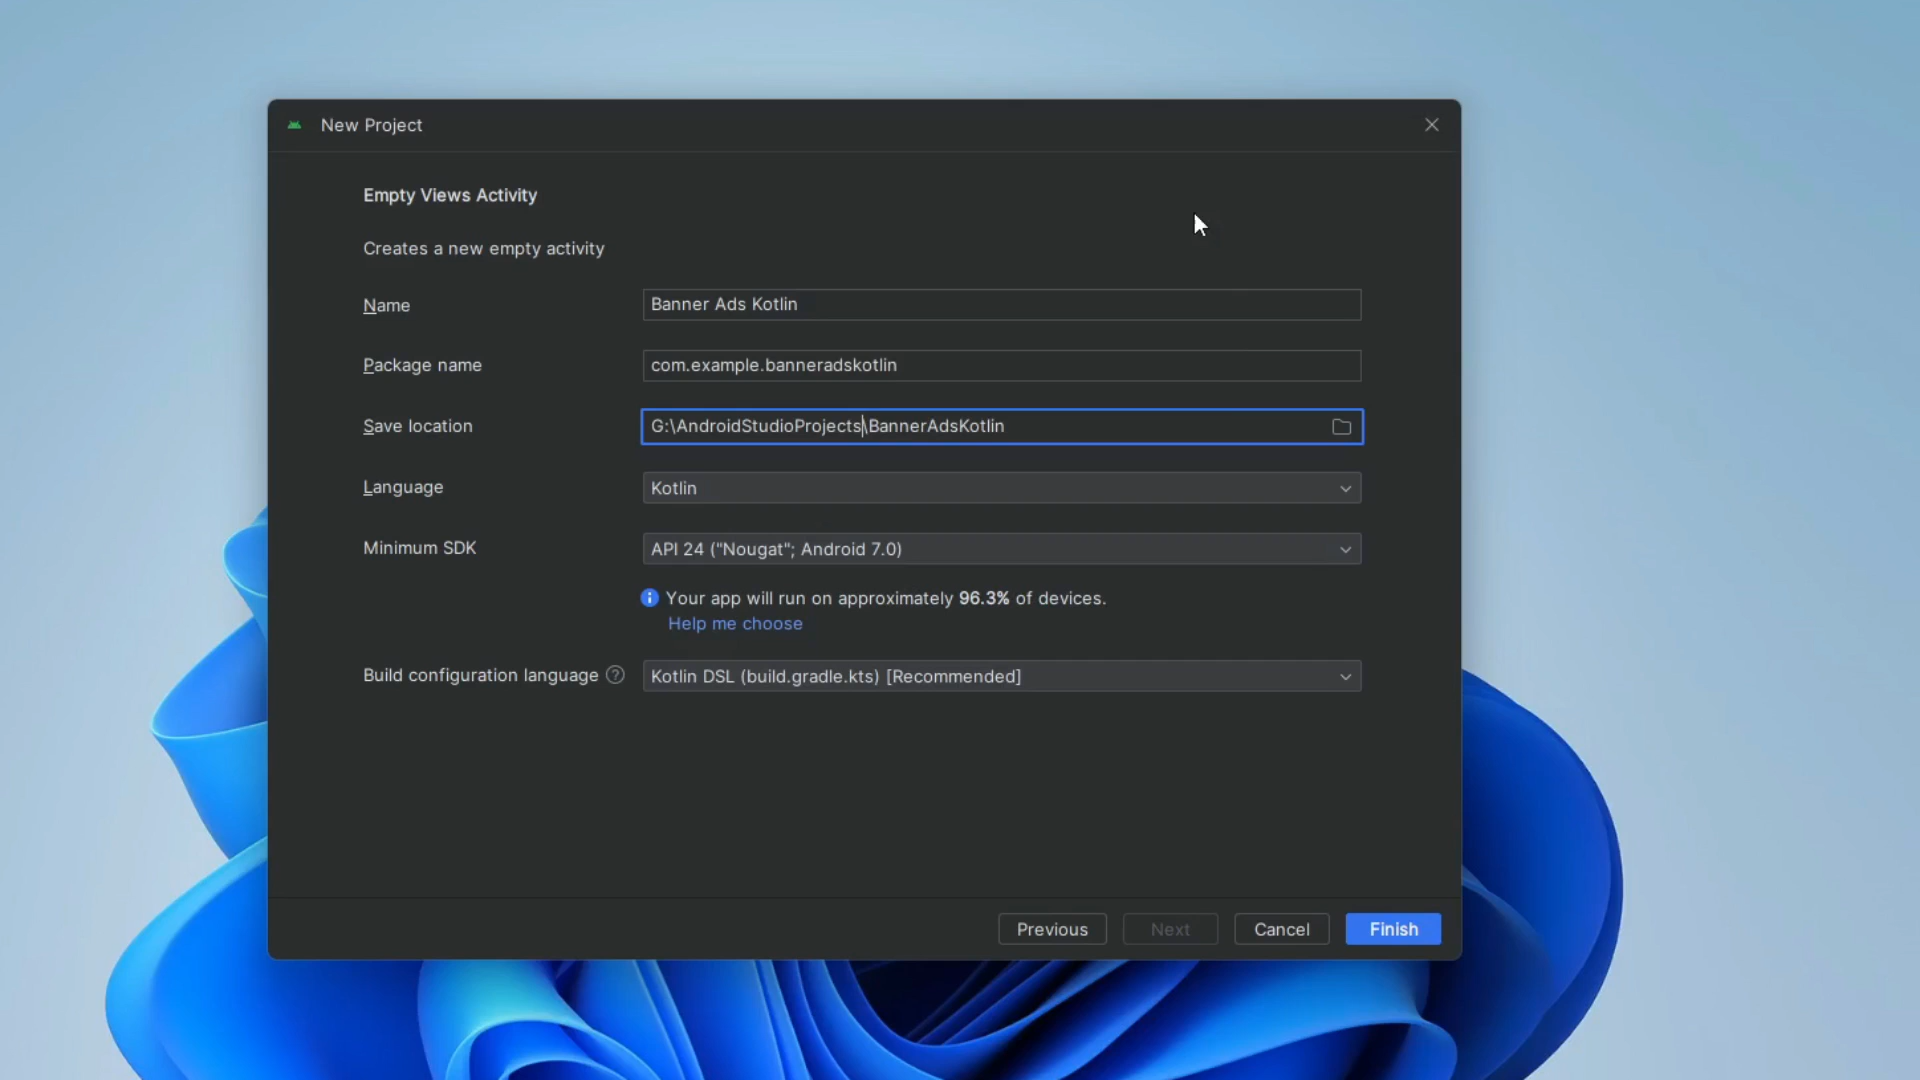 New Project
Empty Views Activity
Creates a new empty activity
Name Banner Ads Kotlin
Package name com.example.banneradskotlin
Save location G:\AndroidStudioProjects\BannerAdsKotlin
Language Kotlin
Minimum SDK API 24 ("Nougat"; Android 7.0)
Your app will run on approximately 96.3% of devices.
Help me choose
Build configuration language Kotlin DSL (build.gradle.kts) [Recommended]
Previous Next Cancel Finish